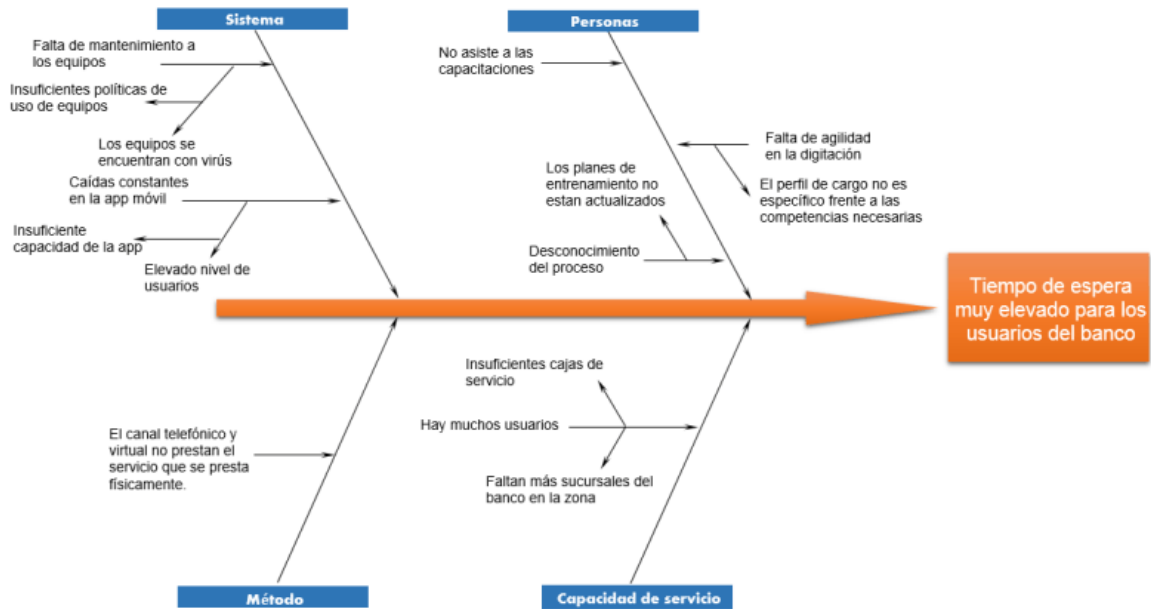 Sistema
Personas
Falta de mantenimiento a
los equipos
No asiste a las
capacitaciones
Insuficientes políticas de
uso de equipos
Los equipos se
encuentran con virús
Falta de agilidad
en la digitación
Los planes de
entrenamiento no
estan actualizados
El perfil de cargo no es
específico frente a las
competencias necesarias
Caídas constantes
en la app móvil
Insuficiente
capacidad de la app
Elevado nivel de
usuarios
Desconocimiento
del proceso
Tiempo de espera
muy elevado para los
usuarios del banco
Insuficientes cajas de
servicio
Hay muchos usuarios
El canal telefónico y
virtual no prestan el
servicio que se presta
físicamente.
Faltan más sucursales del
banco en la zona
Método
Capacidad de servicio